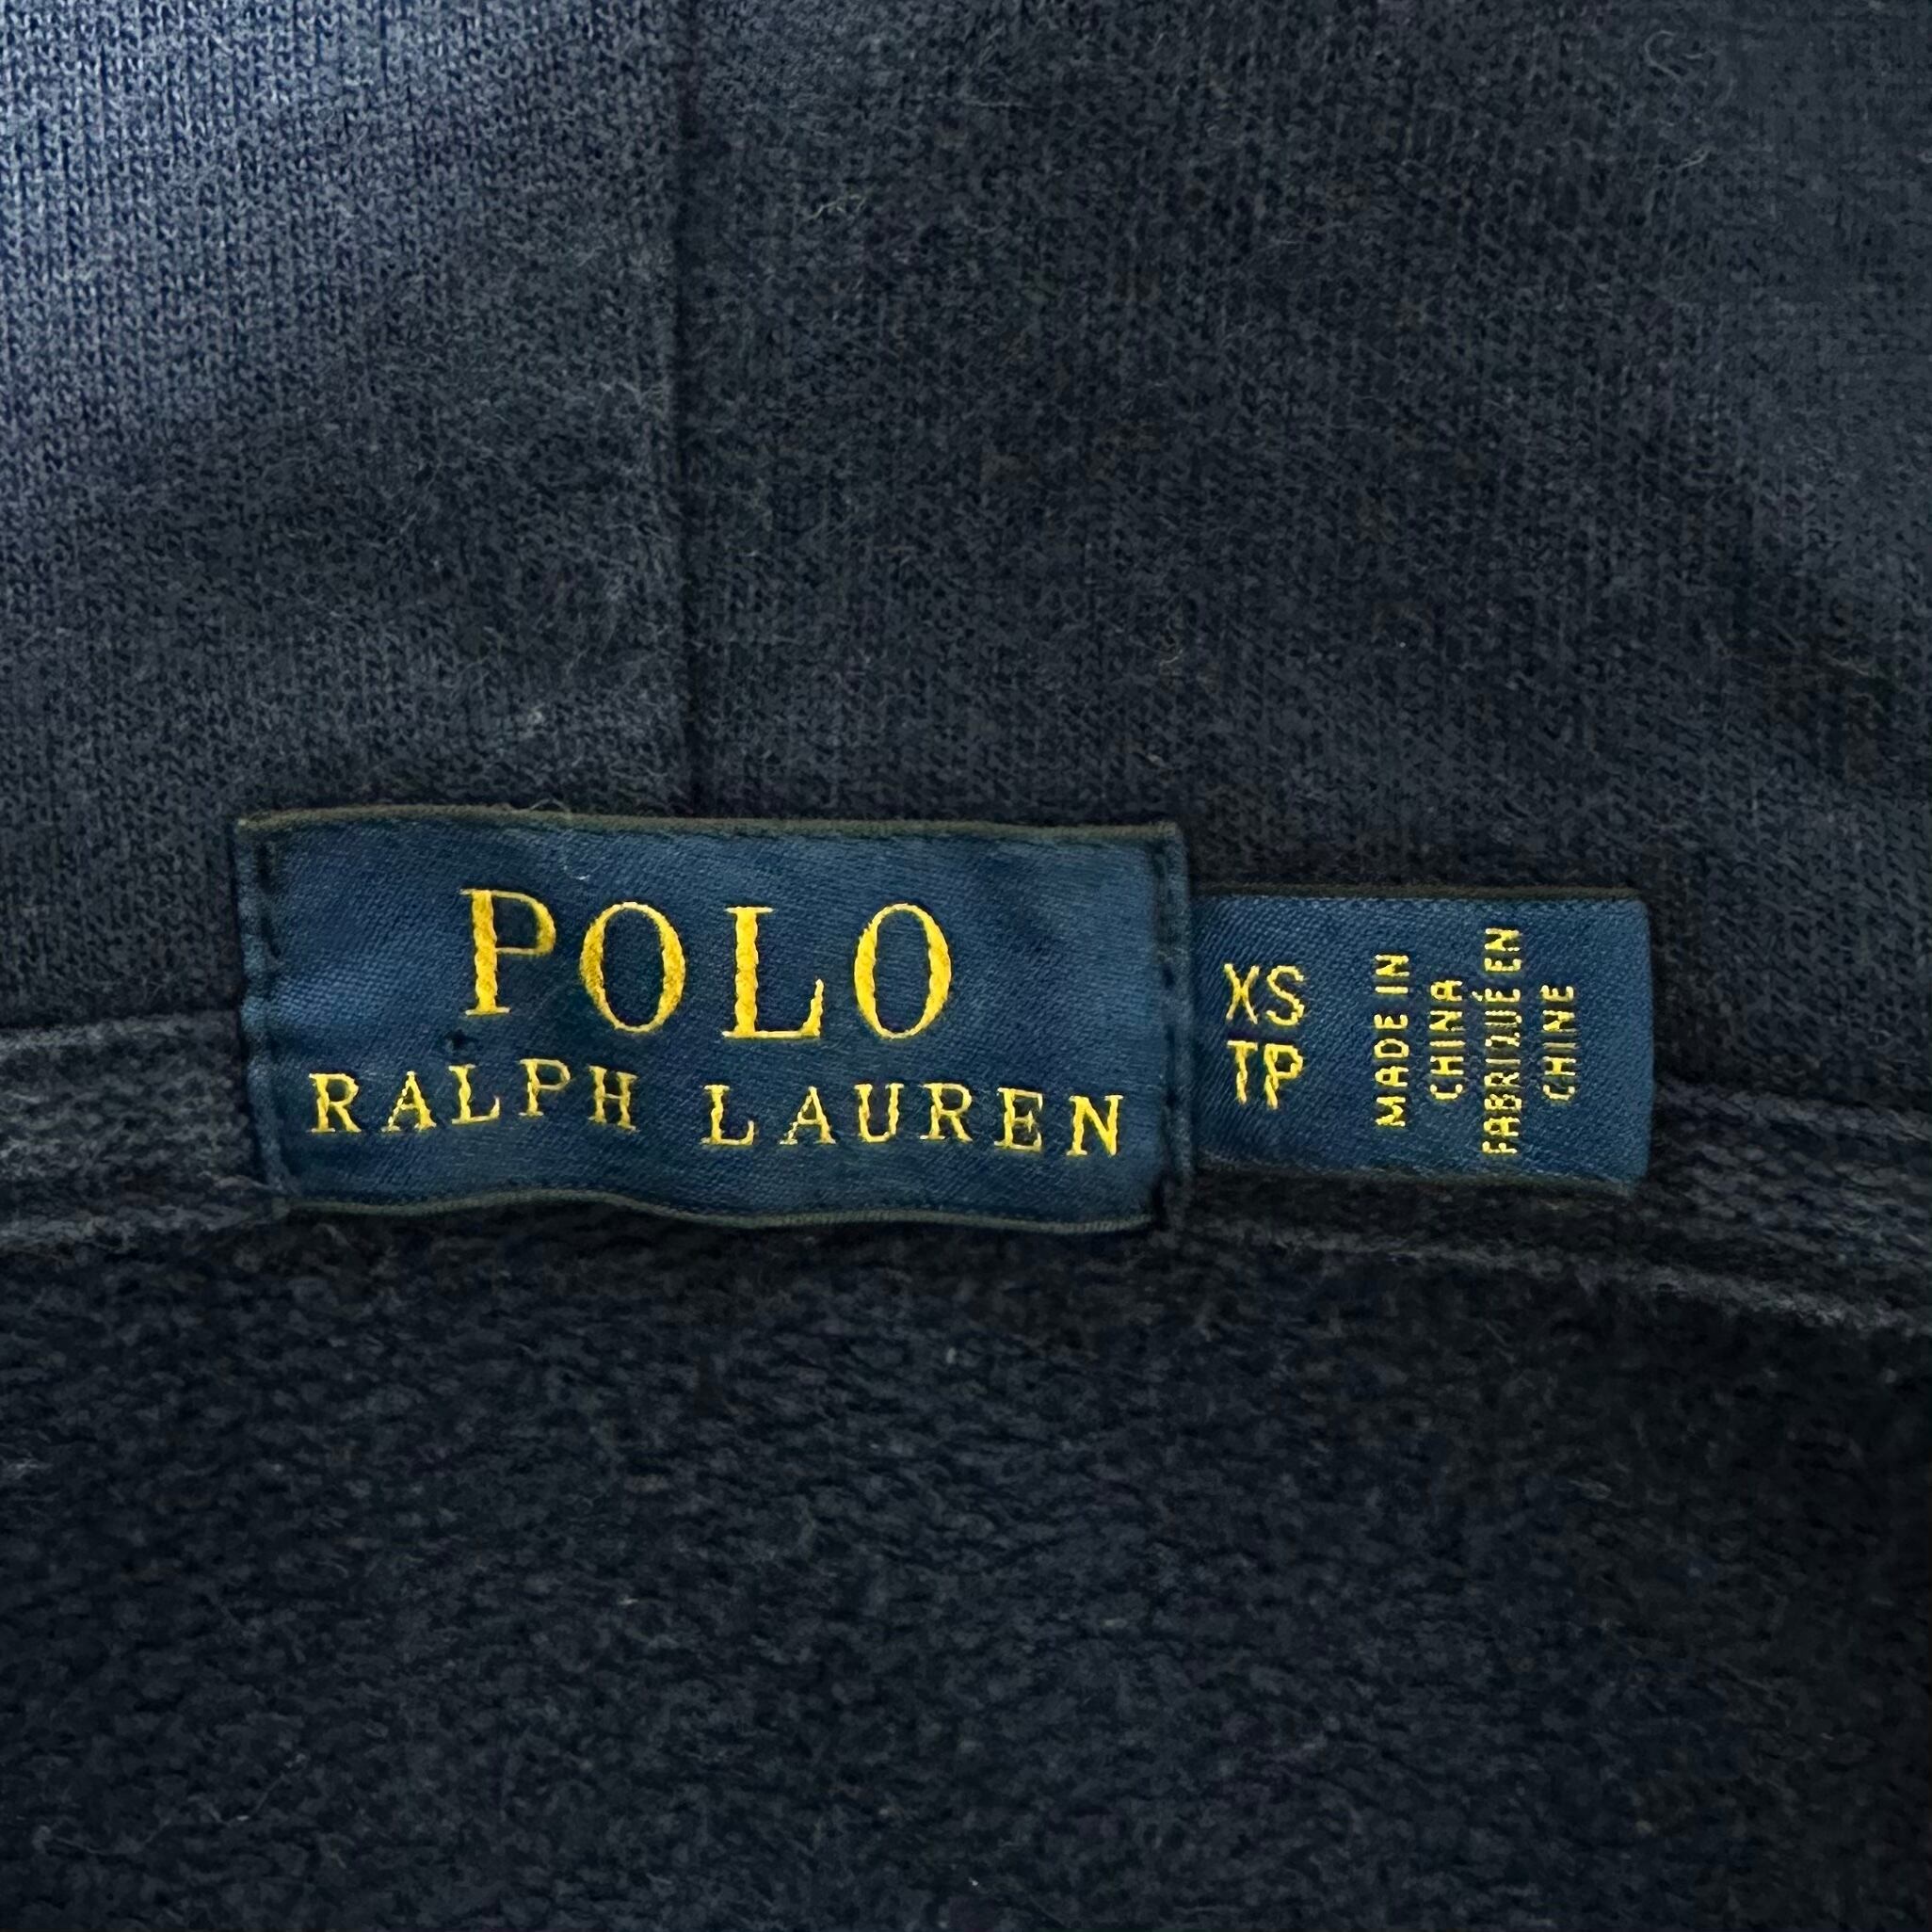 POLO
RALPH LAUREN
XS
TP
MADE IN
CHINA
FABRIQUÉ EN
CHINE